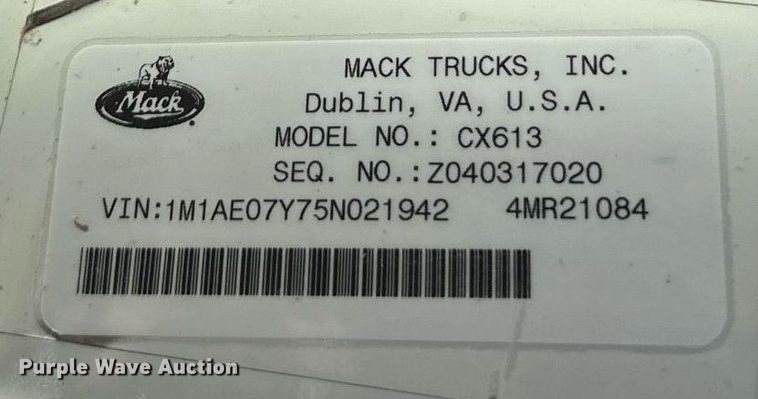 Mack
MACK TRUCKS, INC.
Dublin, VA, U.S.A.
MODEL NO.: CX613
SEQ. NO.:Z040317020
VIN:1M1AE07Y75N021942 4MR21084
Purple Wave Auction